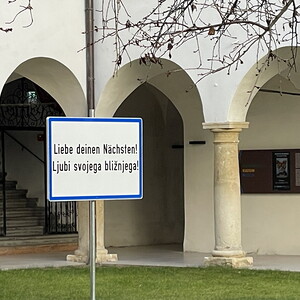 Liebe deinen Nächsten!
Ljubi svojega bližnjega!